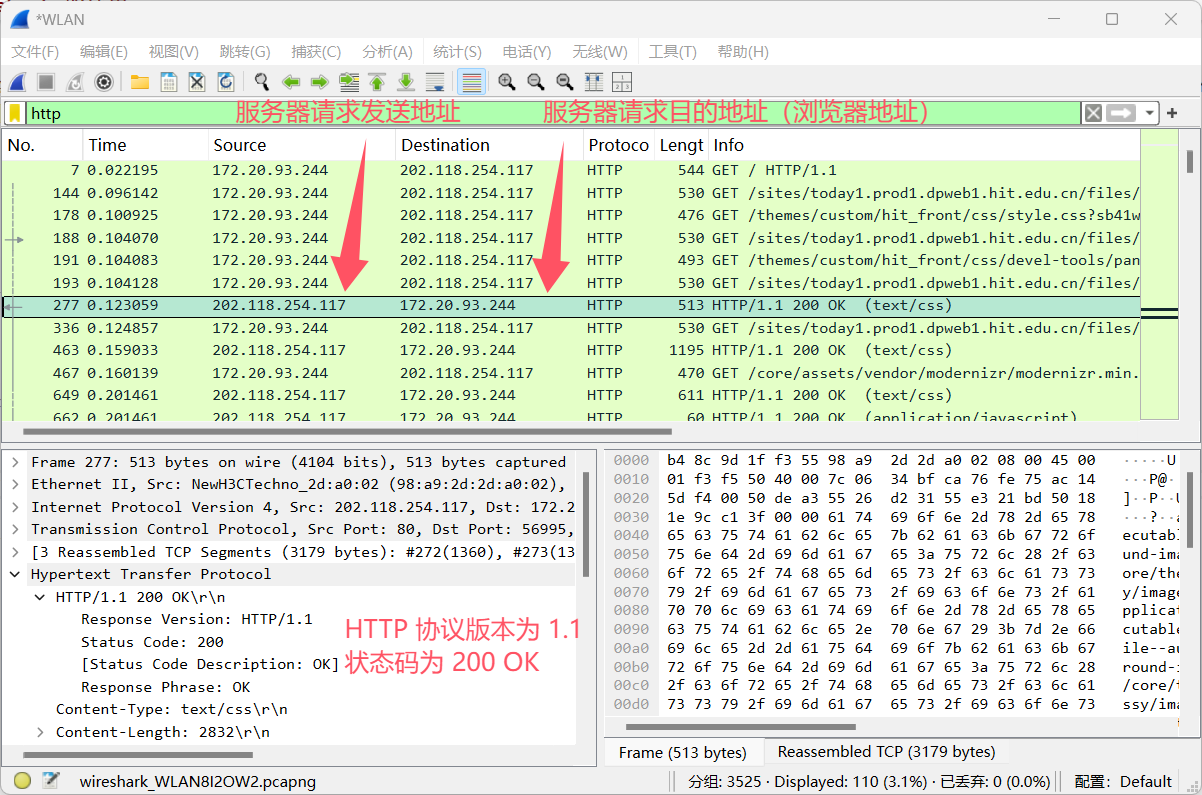 *WLAN
文件(F) 编辑(E) 视图(V) 跳转(G) 捕获(C) 分析(A) 统计(S) 电话(Y) 无线(W) 工具(T) 帮助(H)
http
服务器请求发送地址 服务器请求目的地址（浏览器地址）
No. Time Source Destination Protoco Lengt Info
7 0.022195 172.20.93.244 202.118.254.117 HTTP 544 GET / HTTP/1.1
144 0.096142 172.20.93.244 202.118.254.117 HTTP 530 GET /sites/today1.prod1.dpweb1.hit.edu.cn/files/
178 0.100925 172.20.93.244 202.118.254.117 HTTP 476 GET /themes/custom/hit_front/css/style.css?sb41w
188 0.104070 172.20.93.244 202.118.254.117 HTTP 530 GET /sites/today1.prod1.dpweb1.hit.edu.cn/files/
191 0.104083 172.20.93.244 202.118.254.117 HTTP 493 GET /themes/custom/hit_front/css/devel-tools/pan
193 0.104128 172.20.93.244 202.118.254.117 HTTP 530 GET /sites/today1.prod1.dpweb1.hit.edu.cn/files/
277 0.123059 202.118.254.117 172.20.93.244 HTTP 513 HTTP/1.1 200 OK (text/css)
336 0.124857 172.20.93.244 202.118.254.117 HTTP 530 GET /sites/today1.prod1.dpweb1.hit.edu.cn/files/
463 0.159033 202.118.254.117 172.20.93.244 HTTP 1195 HTTP/1.1 200 OK (text/css)
467 0.160139 172.20.93.244 202.118.254.117 HTTP 470 GET /core/assets/vendor/modernizr/modernizr.min.
649 0.201461 202.118.254.117 172.20.93.244 HTTP 611 HTTP/1.1 200 OK (text/css)
662 0.201461 202.118.254.117 172.20.93.244 HTTP 60 HTTP/1.1 200 OK (application/javascript)
Frame 277: 513 bytes on wire (4104 bits), 513 bytes captured
Ethernet II, Src: NewH3CTechno_2d:a0:02 (98:a9:2d:2d:a0:02),
Internet Protocol Version 4, Src: 202.118.254.117, Dst: 172.2
Transmission Control Protocol, Src Port: 80, Dst Port: 56995,
[3 Reassembled TCP Segments (3179 bytes): #272(1360), #273(13
Hypertext Transfer Protocol
HTTP/1.1 200 OK\r\n
Response Version: HTTP/1.1
Status Code: 200
[Status Code Description: OK]
Response Phrase: OK
Content-Type: text/css\r\n
Content-Length: 2832\r\n
HTTP 协议版本为 1.1
状态码为 200 OK
0000 b4 8c 9d 1f f3 55 98 a9 2d 2d a0 02 08 00 45 00 ·····U
0010 01 f3 f5 50 40 00 7c 06 34 bf ca 76 fe 75 ac 14 ···P@·
0020 5d f4 00 50 de a3 55 26 d2 31 55 e3 21 bd 50 18 ]··P··U
0030 1e 9c c1 3f 00 00 61 74 69 6f 6e 2d 78 2d 65 78 ···?··a
0040 65 63 75 74 61 62 6c 65 7b 62 61 63 6b 67 72 6f ecutabl
0050 75 6e 64 2d 69 6d 61 67 65 3a 75 72 6c 28 2f 63 und-ima
0060 6f 72 65 2f 74 68 65 6d 65 73 2f 63 6c 61 73 73 ore/the
0070 79 2f 69 6d 61 67 65 73 2f 69 63 6f 6e 73 2f 61 y/image
0080 70 70 6c 69 63 61 74 69 6f 6e 2d 78 2d 65 78 65 pplicat
0090 63 75 74 61 62 6c 65 2e 70 6e 67 29 3b 7d 2e 66 cutable
00a0 69 6c 65 2d 2d 61 75 64 69 6f 7b 62 61 63 6b 67 ile--au
00b0 72 6f 75 6e 64 2d 69 6d 61 67 65 3a 75 72 6c 28 round-i
00c0 2f 63 6f 72 65 2f 74 68 65 6d 65 73 2f 63 6c 61 /core/t
00d0 73 73 79 2f 69 6d 61 67 65 73 2f 69 63 6f 6e 73 ssy/ima
Frame (513 bytes) Reassembled TCP (3179 bytes)
wireshark_WLAN8I2OW2.pcapng 分组: 3525 · Displayed: 110 (3.1%) · 已丢弃: 0 (0.0%) 配置: Default